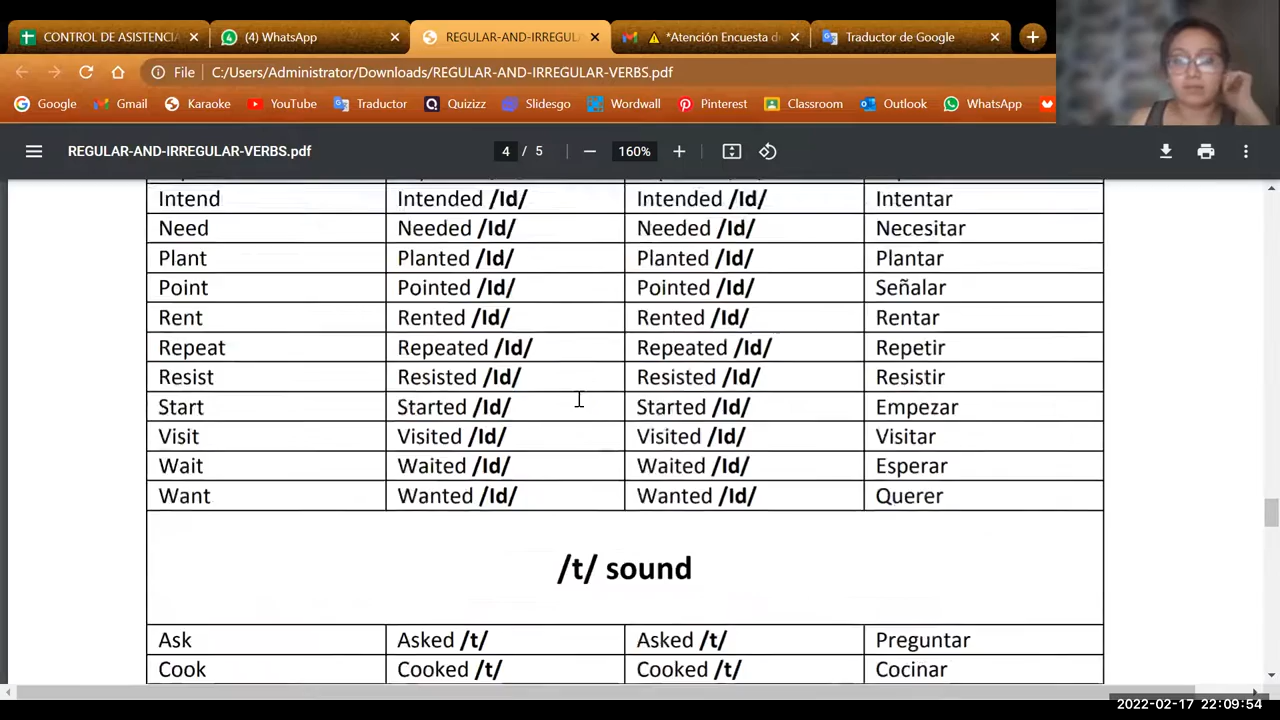 CONTROL DE ASISTENCIA
(4) WhatsApp
REGULAR-AND-IRREGUL
*Atención Encuesta d
Traductor de Google
File C:/Users/Administrator/Downloads/REGULAR-AND-IRREGULAR-VERBS.pdf
Google Gmail Karaoke YouTube Traductor Quizizz Slidesgo Wordwall Pinterest Classroom Outlook WhatsApp
REGULAR-AND-IRREGULAR-VERBS.pdf 4 / 5 160%
Intend Intended /Id/ Intended /Id/ Intentar
Need Needed /Id/ Needed /Id/ Necesitar
Plant Planted /Id/ Planted /Id/ Plantar
Point Pointed /Id/ Pointed /Id/ Señalar
Rent Rented /Id/ Rented /Id/ Rentar
Repeat Repeated /Id/ Repeated /Id/ Repetir
Resist Resisted /Id/ Resisted /Id/ Resistir
Start Started /Id/ Started /Id/ Empezar
Visit Visited /Id/ Visited /Id/ Visitar
Wait Waited /Id/ Waited /Id/ Esperar
Want Wanted /Id/ Wanted /Id/ Querer
/t/ sound
Ask Asked /t/ Asked /t/ Preguntar
Cook Cooked /t/ Cooked /t/ Cocinar
2022-02-17 22:09:54